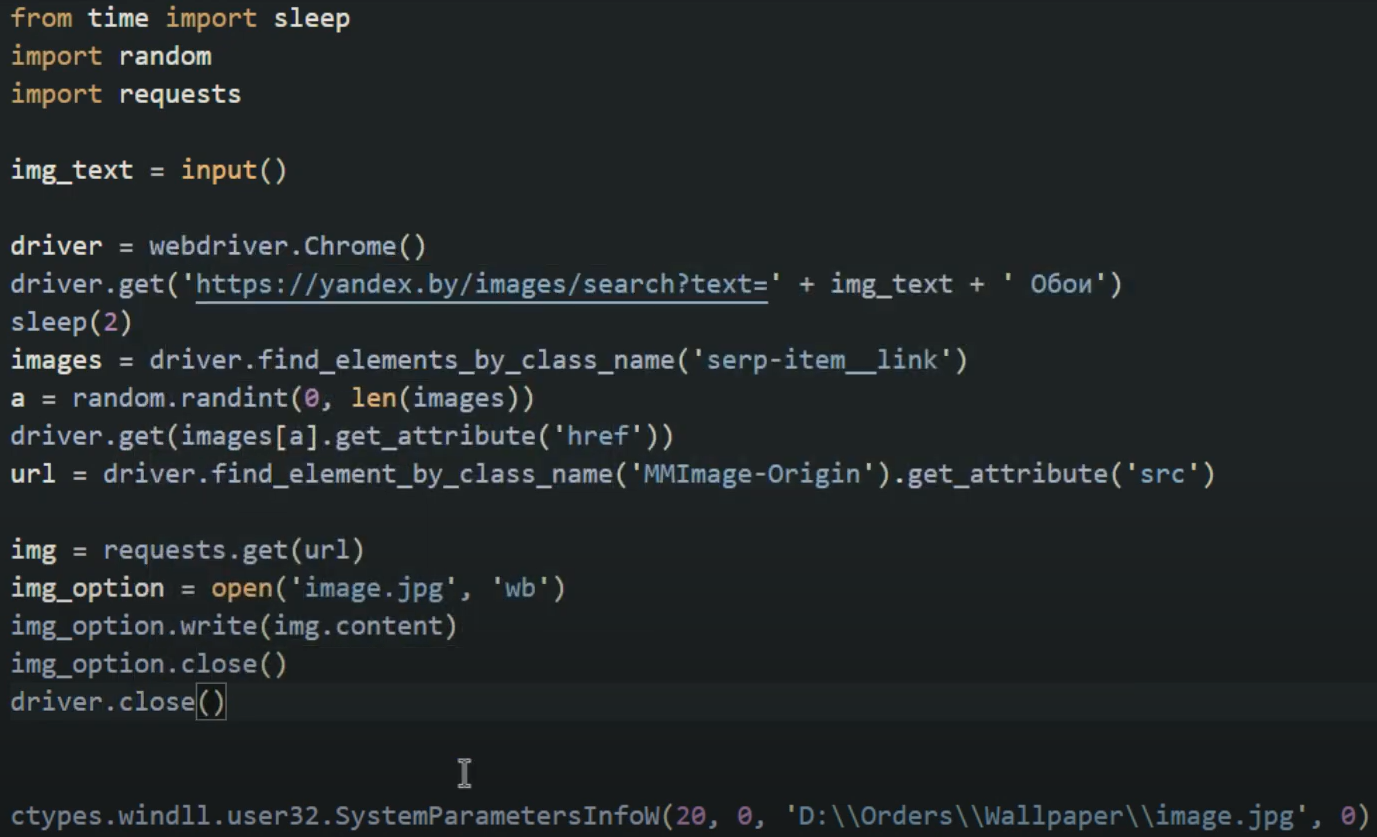 from time import sleep
import random
import requests
img_text = input()
driver = webdriver.Chrome()
driver.get('https://yandex.by/images/search?text=' + img_text + ' Обои')
sleep(2)
images = driver.find_elements_by_class_name('serp-item__link')
a = random.randint(0, len(images))
driver.get(images[a].get_attribute('href'))
url = driver.find_element_by_class_name('MMImage-Origin').get_attribute('src')
img = requests.get(url)
img_option = open('image.jpg', 'wb')
img_option.write(img.content)
img_option.close()
driver.close()
ctypes.windll.user32.SystemParametersInfoW(20, 0, 'D:\\Orders\\Wallpaper\\image.jpg', 0)